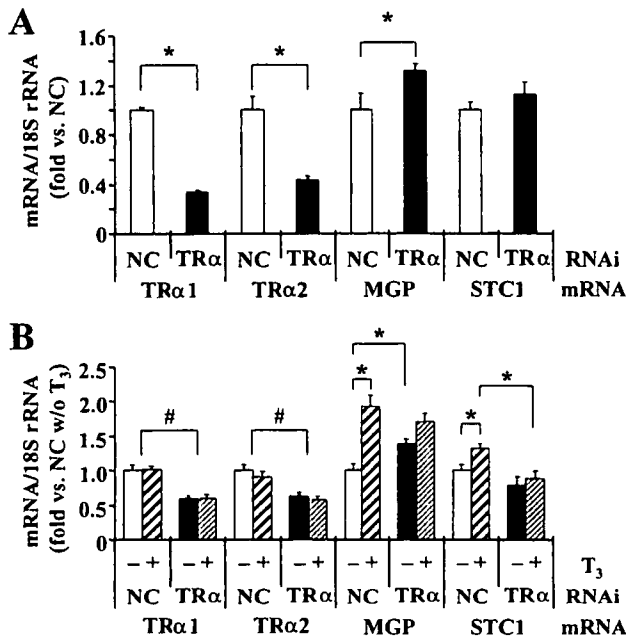 A
mRNA/18S rRNA
(fold vs. NC)
1.6
1.2
0.8
0.4
0
*
*
*
NC TRα NC TRα NC TRα NC TRα RNAi
TRα1 TRα2 MGP STC1 mRNA
B
mRNA/18S rRNA
(fold vs. NC w/o T3)
2.5
2.0
1.5
1.0
0.5
0
#
#
*
*
*
*
– + – + – + – + – + – + – + – + T3
NC TRα NC TRα NC TRα NC TRα RNAi
TRα1 TRα2 MGP STC1 mRNA